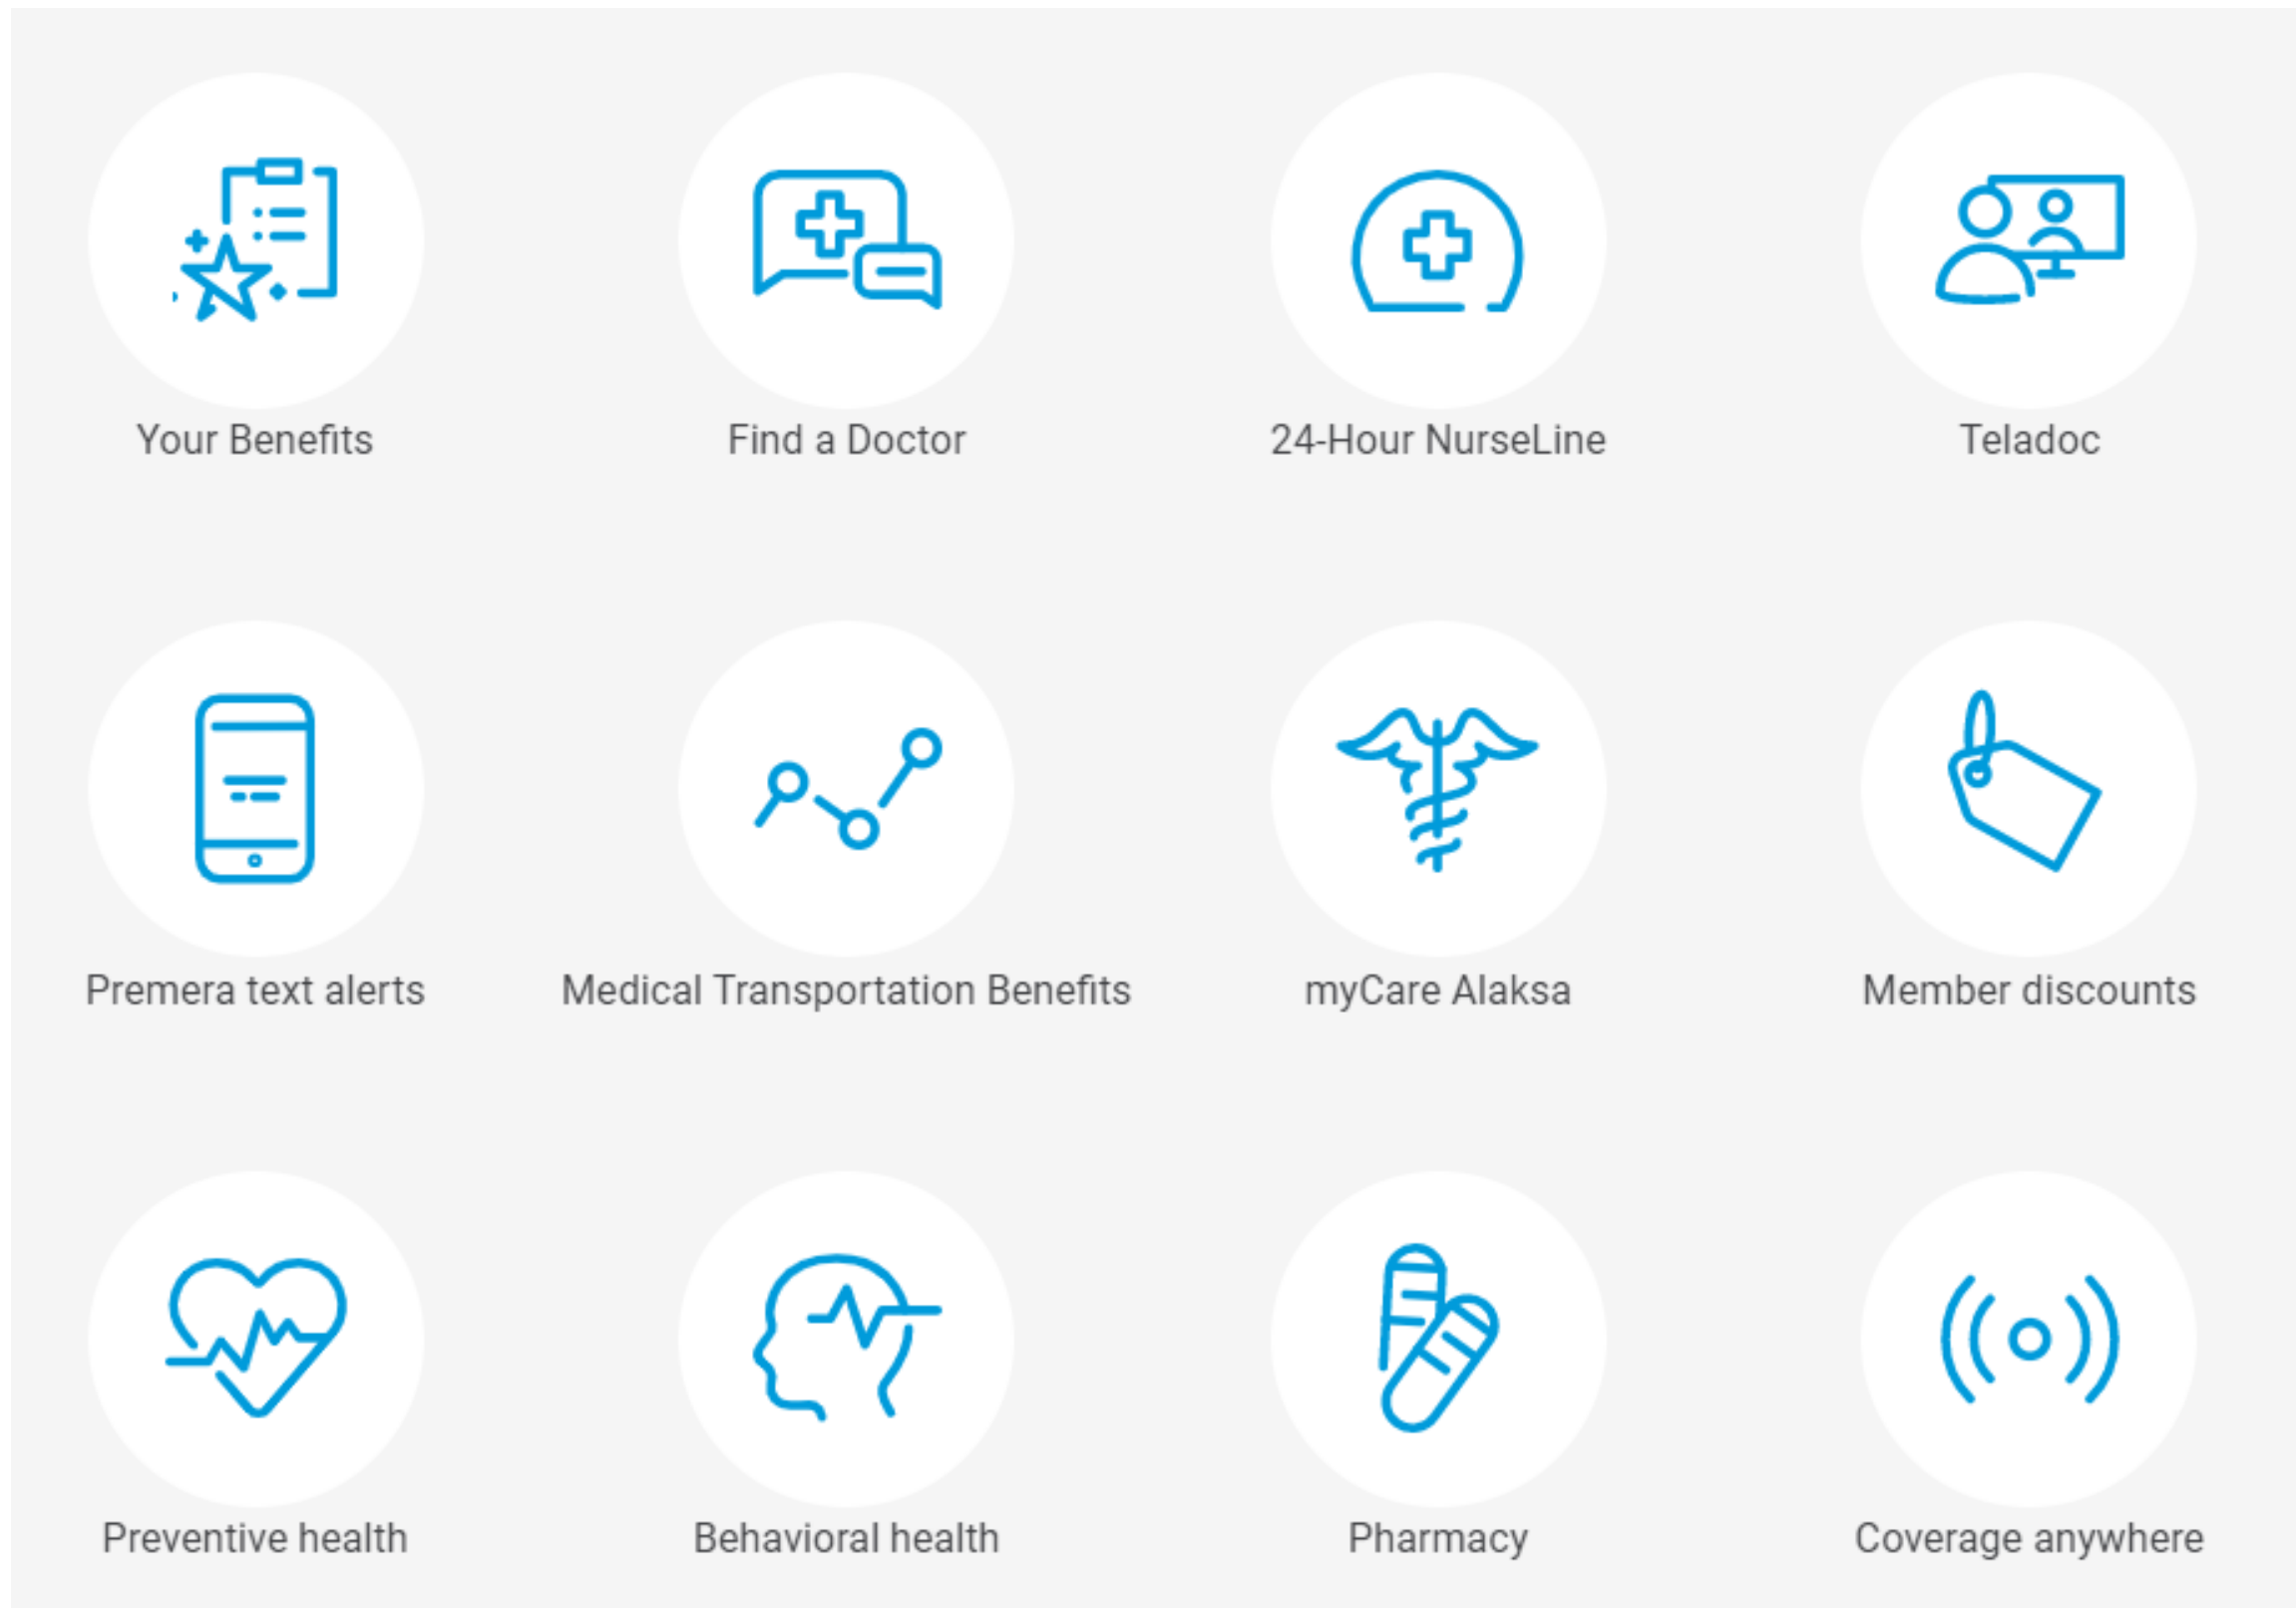 Your Benefits
Find a Doctor
24-Hour NurseLine
Teladoc
Premera text alerts
Medical Transportation Benefits
myCare Alaksa
Member discounts
Preventive health
Behavioral health
Pharmacy
Coverage anywhere